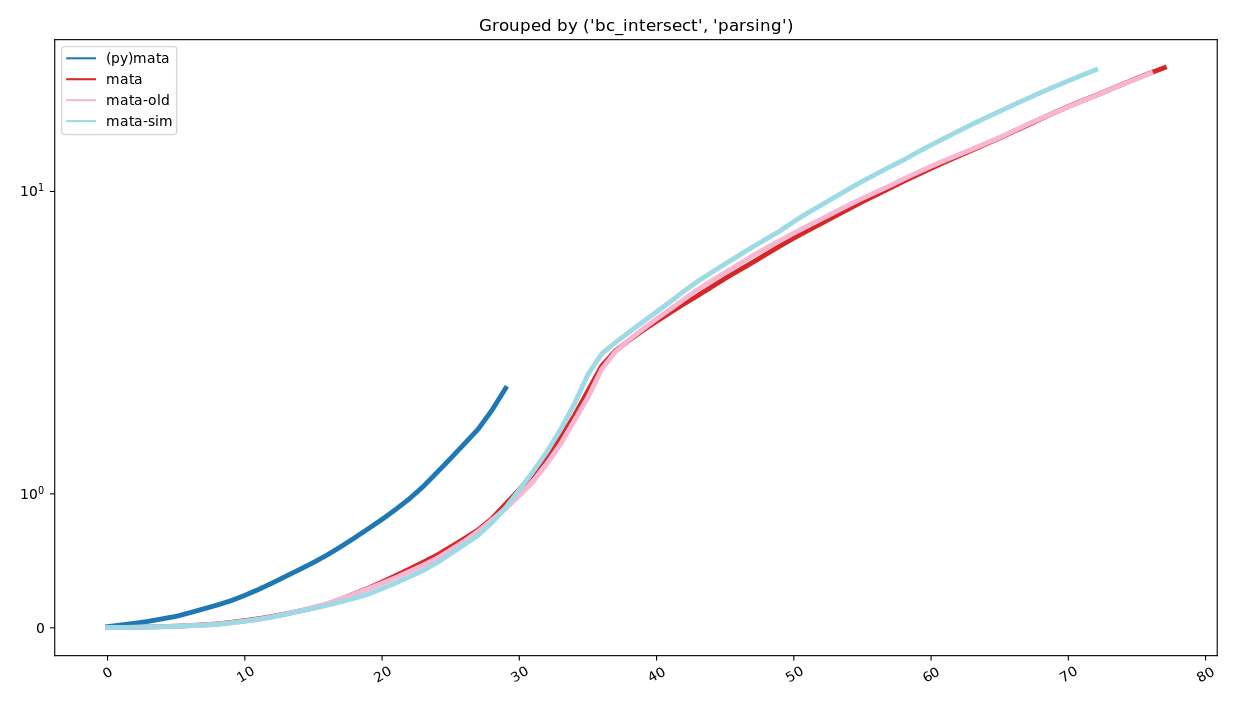 Grouped by ('bc_intersect', 'parsing')
(py)mata
mata
mata-old
mata-sim
10¹
10⁰
0
0 10 20 30 40 50 60 70 80